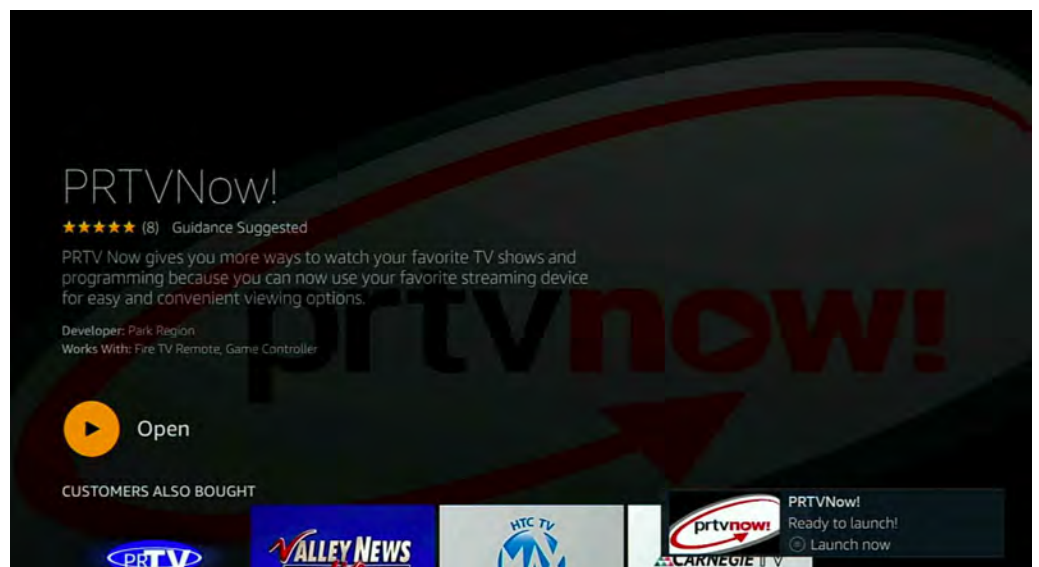 PRTVNow!
(8) Guidance Suggested
PRTV Now gives you more ways to watch your favorite TV shows and
programming because you can now use your favorite streaming device
for easy and convenient viewing options.
Developer: Park Region
Works With: Fire TV Remote, Game Controller
prtvnow!
Open
CUSTOMERS ALSO BOUGHT
PRTV
VALLEY NEWS
HTC TV
CARNEGIE TV
prtvnow!
PRTVNow!
Ready to launch!
Launch now